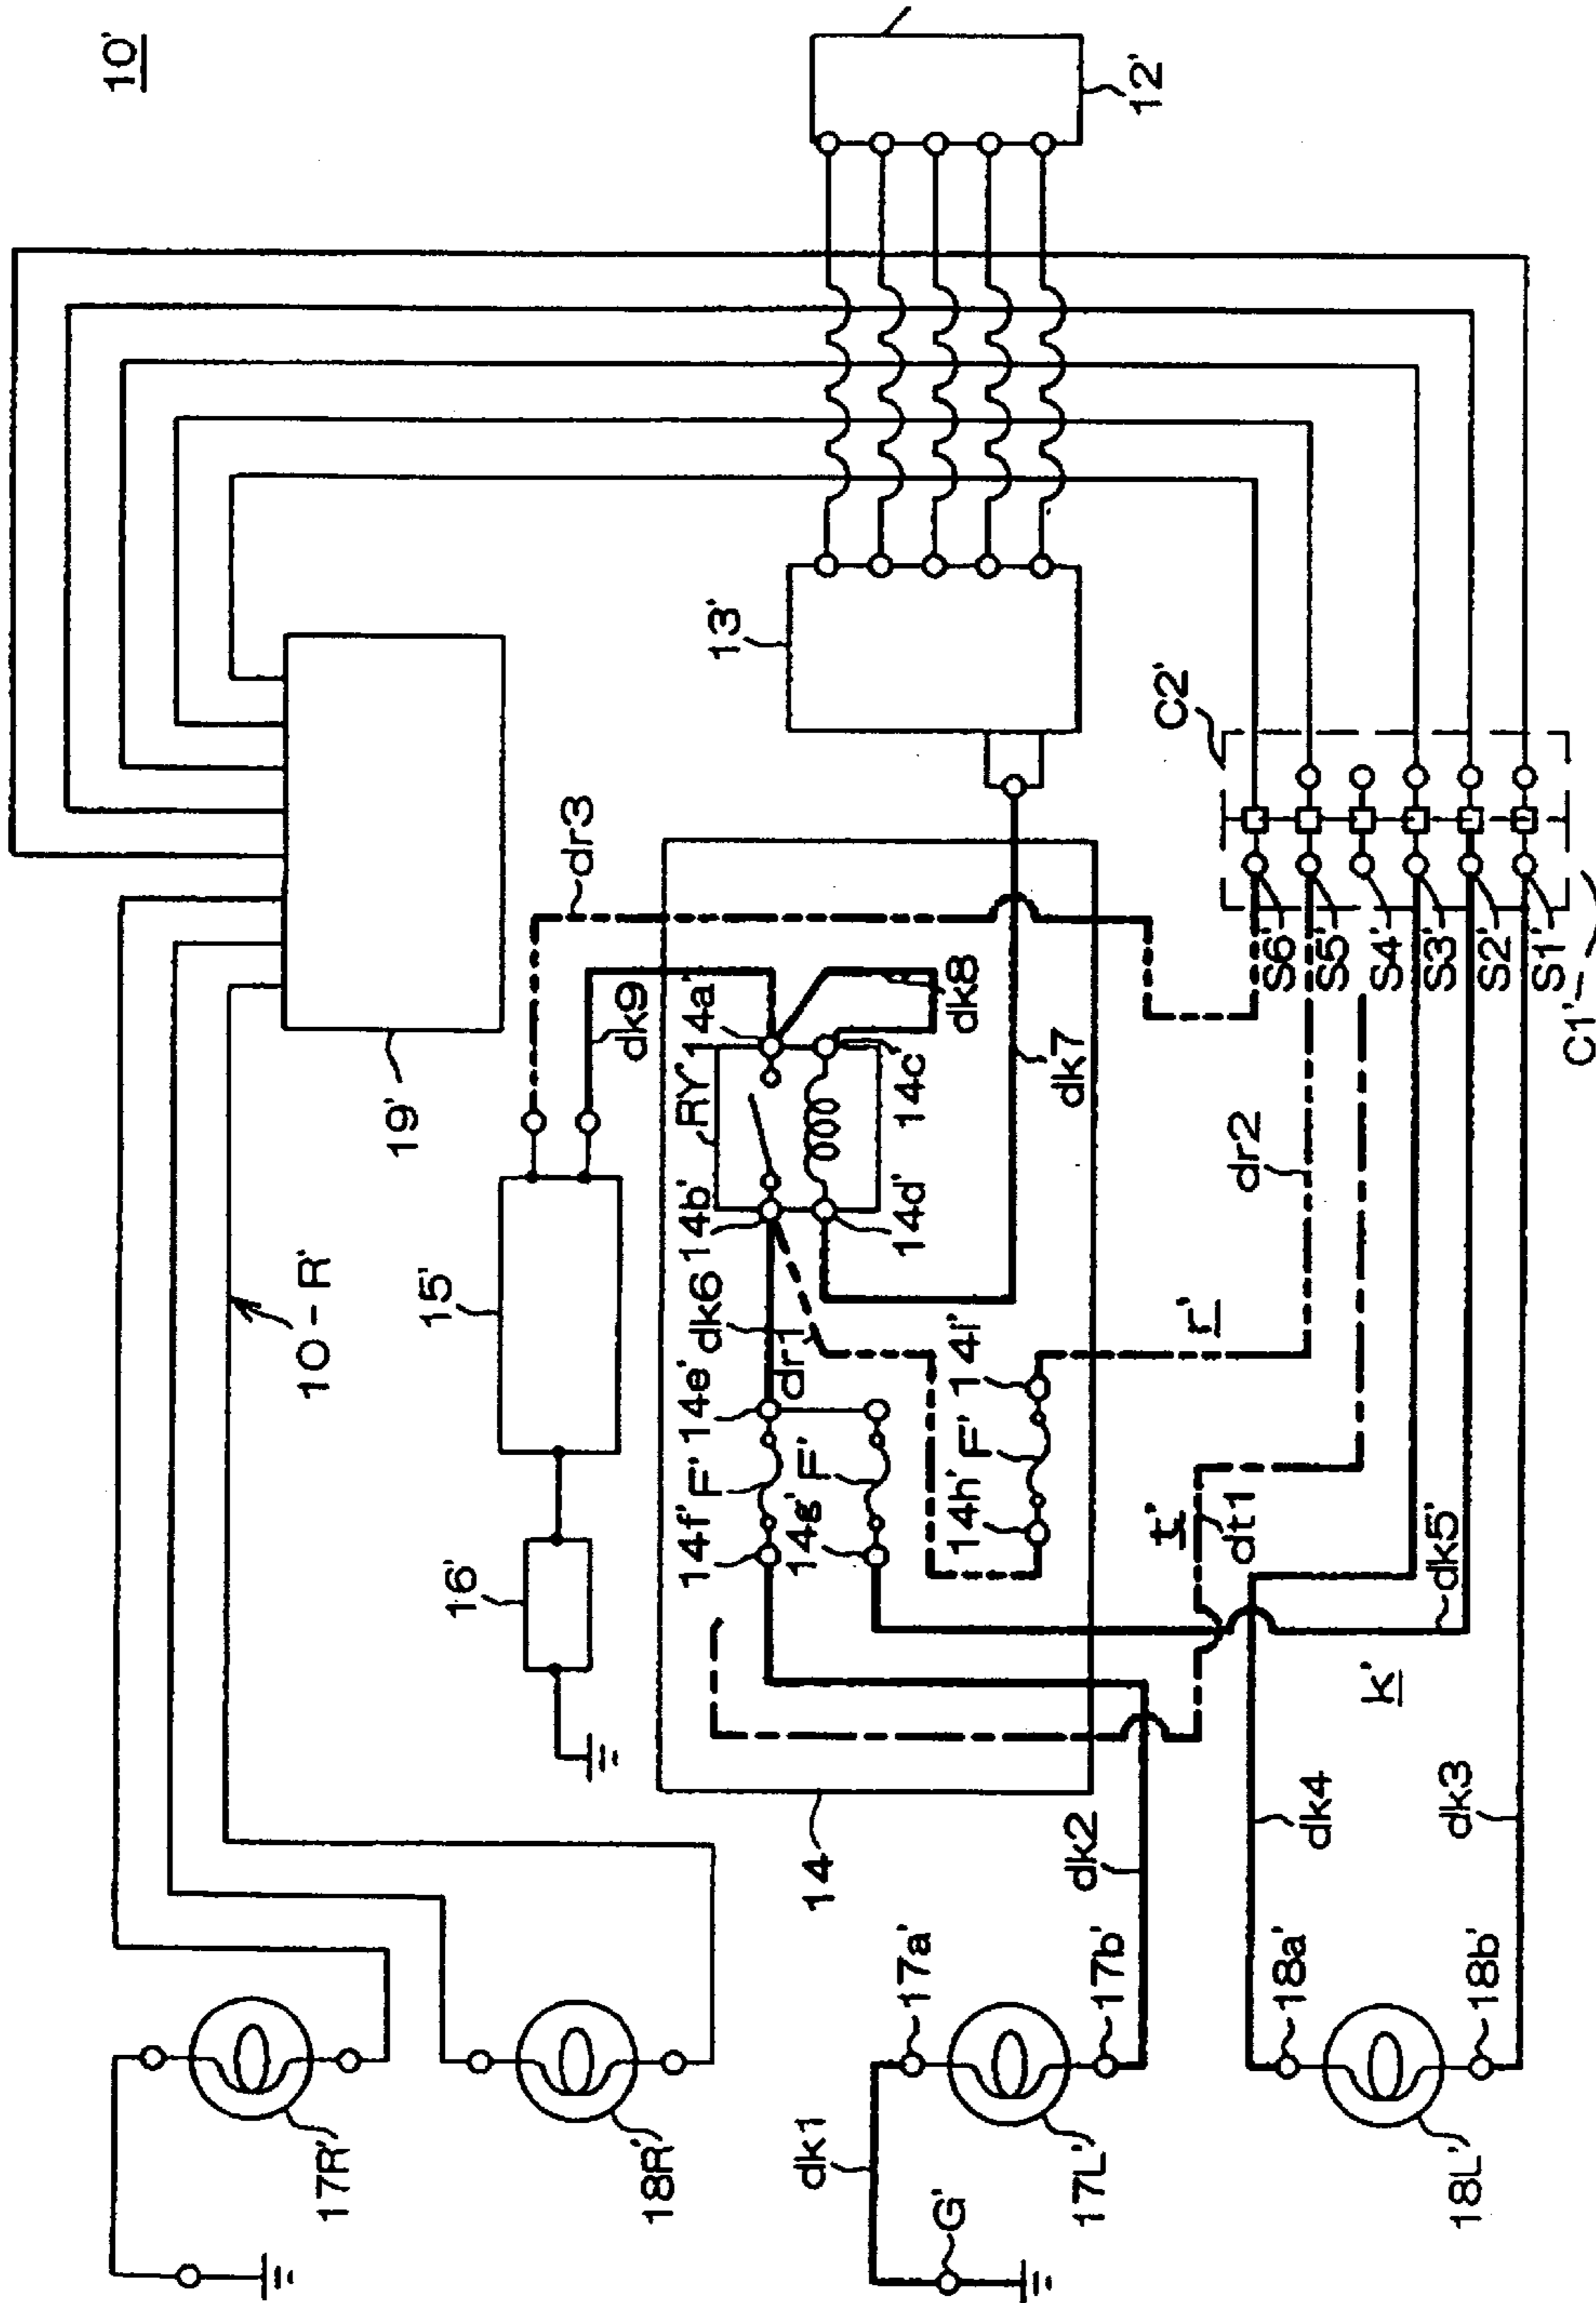 10'
12'
13'
C2'
dr3
19'
dk9
14a'
RY'
14c'
dk8
dk7
S6'
S5'
S4'
S3'
S2'
S1'
C1'
14b'
14d'
dk6
dr1
dr2
10-R'
15'
16'
14e'
14f'
F'
14g'
F'
14h'
F'
14i'
r'
t'
dt1
dk5'
k'
14
dk2
dk4
dk3
17R'
18R'
17a'
17b'
18a'
18b'
dk1
G'
17L'
18L'